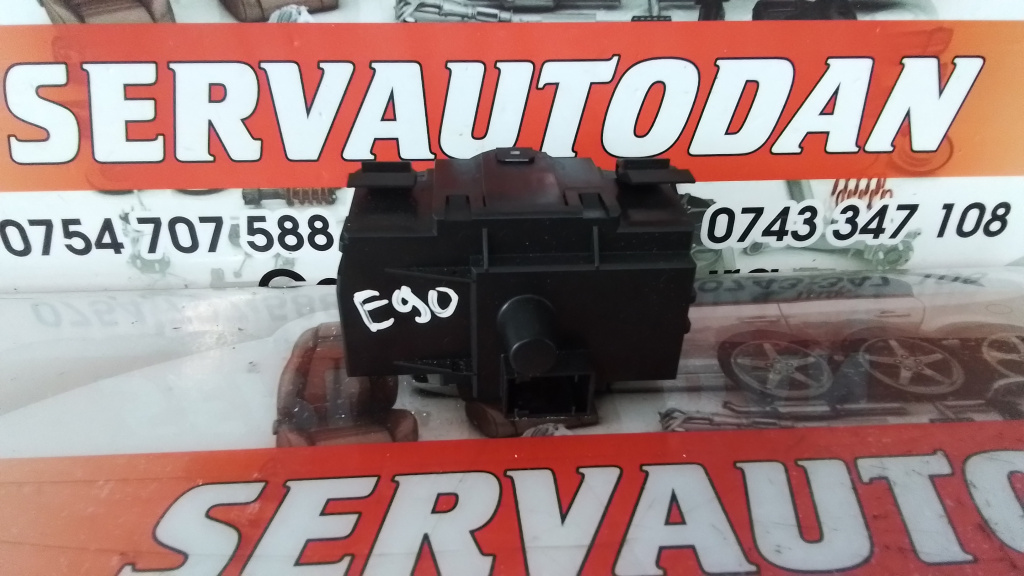 SERVAUTODAN
0754 707 588
0743 347 108
E90
SERVAUTO